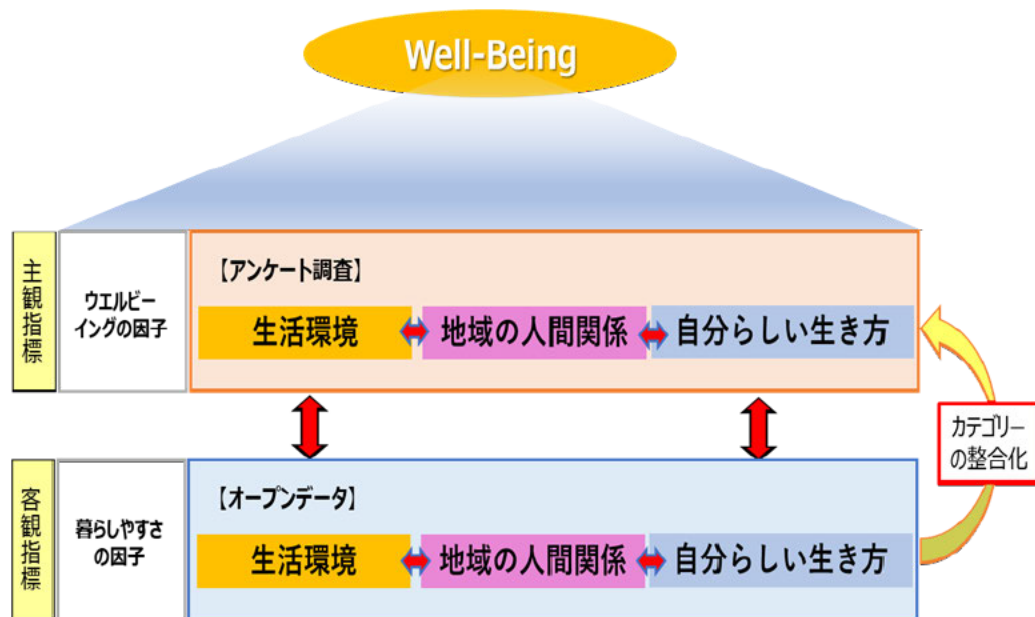 Well-Being
主観指標
ウエルビー
イングの因子
【アンケート調査】
生活環境
地域の人間関係
自分らしい生き方
カテゴリー
の整合化
客観指標
暮らしやすさ
の因子
【オープンデータ】
生活環境
地域の人間関係
自分らしい生き方